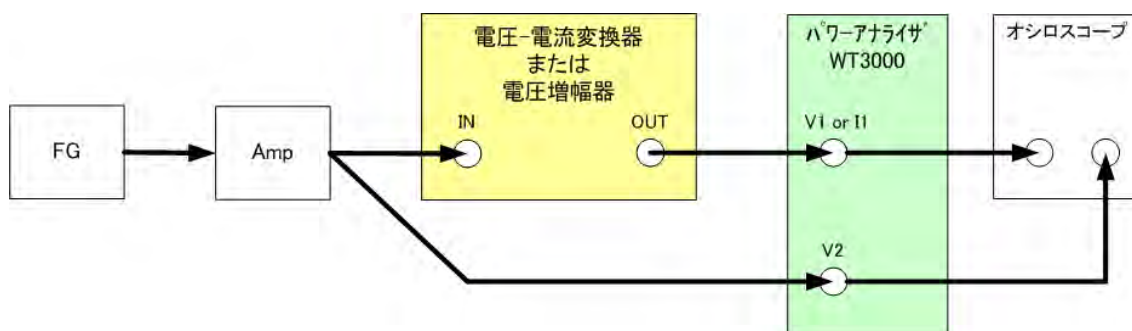 FG
Amp
電圧-電流変換器
または
電圧増幅器
IN
OUT
ﾊﾟﾜｰｱﾅﾗｲｻﾞ
WT3000
V1 or I1
V2
オシロスコープ